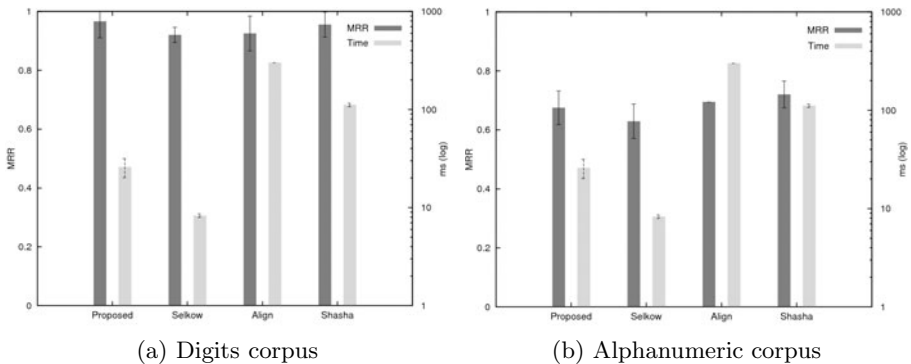 1
0.8
0.6
0.4
0.2
0
MRR
1000
100
10
1
ms (log)
MRR
Time
Proposed Selkow Align Shasha
(a) Digits corpus
1
0.8
0.6
0.4
0.2
0
MRR
1000
100
10
1
ms (log)
MRR
Time
Proposed Selkow Align Shasha
(b) Alphanumeric corpus